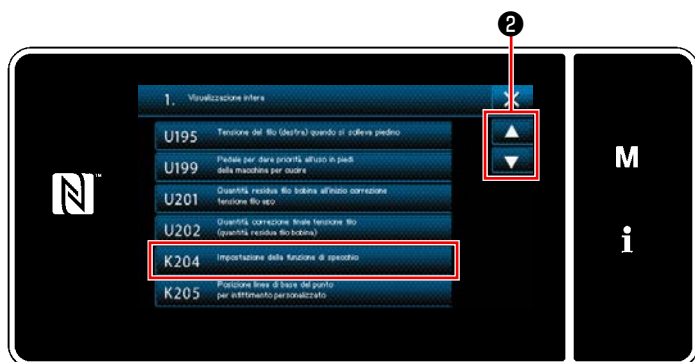 ❷
1. Visualizzazione intera
U195 Tensione del filo (destra) quando si solleva piedino
U199 Pedale per dare priorità all'uso in piedi
della macchina per cucire
U201 Quantità residua filo bobina all'inizio correzione
tensione filo ago
U202 Quantità correzione finale tensione filo
(quantità residua filo bobina)
K204 Impostazione della funzione di specchio
K205 Posizione linea di base del punto
per infittimento personalizzato
M
i